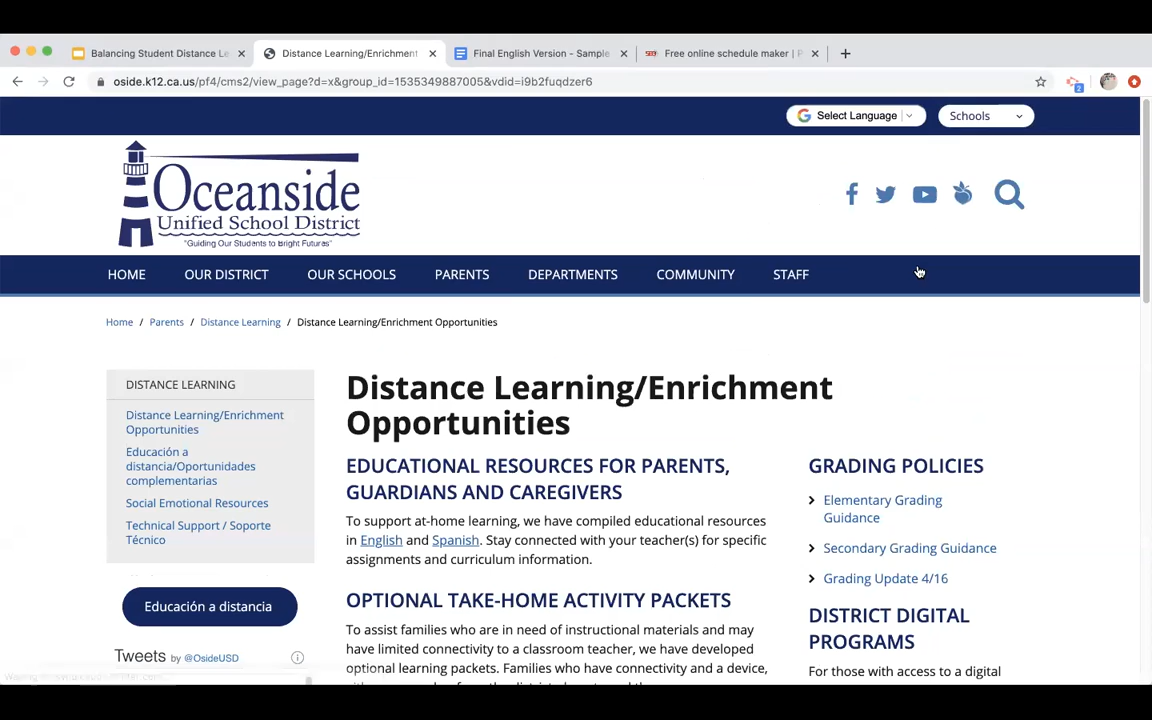 Balancing Student Distance Le
Distance Learning/Enrichment
Final English Version - Sample
Free online schedule maker | P
oside.k12.ca.us/pf4/cms2/view_page?d=x&group_id=1535349887005&vdid=i9b2fuqdzer6
2
Select Language
Schools
Oceanside
Unified School District
"Guiding Our Students to Bright Futures"
HOME OUR DISTRICT OUR SCHOOLS PARENTS DEPARTMENTS COMMUNITY STAFF
Home / Parents / Distance Learning / Distance Learning/Enrichment Opportunities
DISTANCE LEARNING
Distance Learning/Enrichment
Opportunities
Educación a
distancia/Oportunidades
complementarias
Social Emotional Resources
Technical Support / Soporte
Técnico
Educación a distancia
Tweets by @OsideUSD
Distance Learning/Enrichment
Opportunities
EDUCATIONAL RESOURCES FOR PARENTS,
GUARDIANS AND CAREGIVERS
To support at-home learning, we have compiled educational resources
in English and Spanish. Stay connected with your teacher(s) for specific
assignments and curriculum information.
OPTIONAL TAKE-HOME ACTIVITY PACKETS
To assist families who are in need of instructional materials and may
have limited connectivity to a classroom teacher, we have developed
optional learning packets. Families who have connectivity and a device,
GRADING POLICIES
Elementary Grading
Guidance
Secondary Grading Guidance
Grading Update 4/16
DISTRICT DIGITAL
PROGRAMS
For those with access to a digital